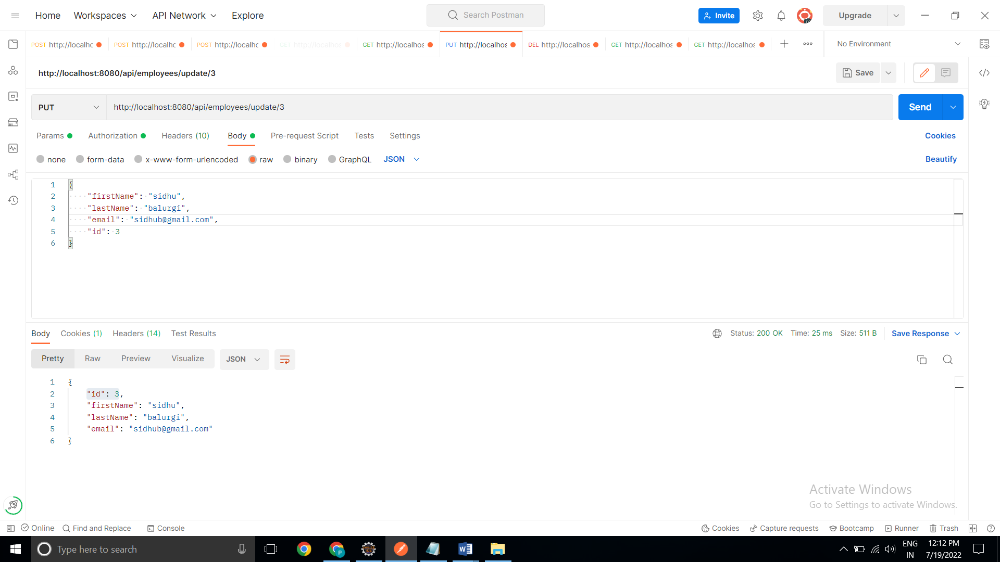 Home Workspaces API Network Explore Search Postman Invite Upgrade
POST http://localhc POST http://localhc POST http://localhc GET http://localhos GET http://localhos PUT http://localhos DEL http://localhos GET http://localhos GET http://localhos No Environment
http://localhost:8080/api/employees/update/3 Save
PUT http://localhost:8080/api/employees/update/3 Send
Params Authorization Headers (10) Body Pre-request Script Tests Settings Cookies
none form-data x-www-form-urlencoded raw binary GraphQL JSON Beautify
1 {
2 "firstName": "sidhu",
3 "lastName": "balurgi",
4 "email": "sidhub@gmail.com",
5 "id": 3
6 }
Body Cookies (1) Headers (14) Test Results Status: 200 OK Time: 25 ms Size: 511 B Save Response
Pretty Raw Preview Visualize JSON
1 {
2 "id": 3,
3 "firstName": "sidhu",
4 "lastName": "balurgi",
5 "email": "sidhub@gmail.com"
6 }
Activate Windows
Go to Settings to activate Windows.
Online Find and Replace Console Cookies Capture requests Bootcamp Runner Trash
Type here to search ENG 12:12 PM
IN 7/19/2022